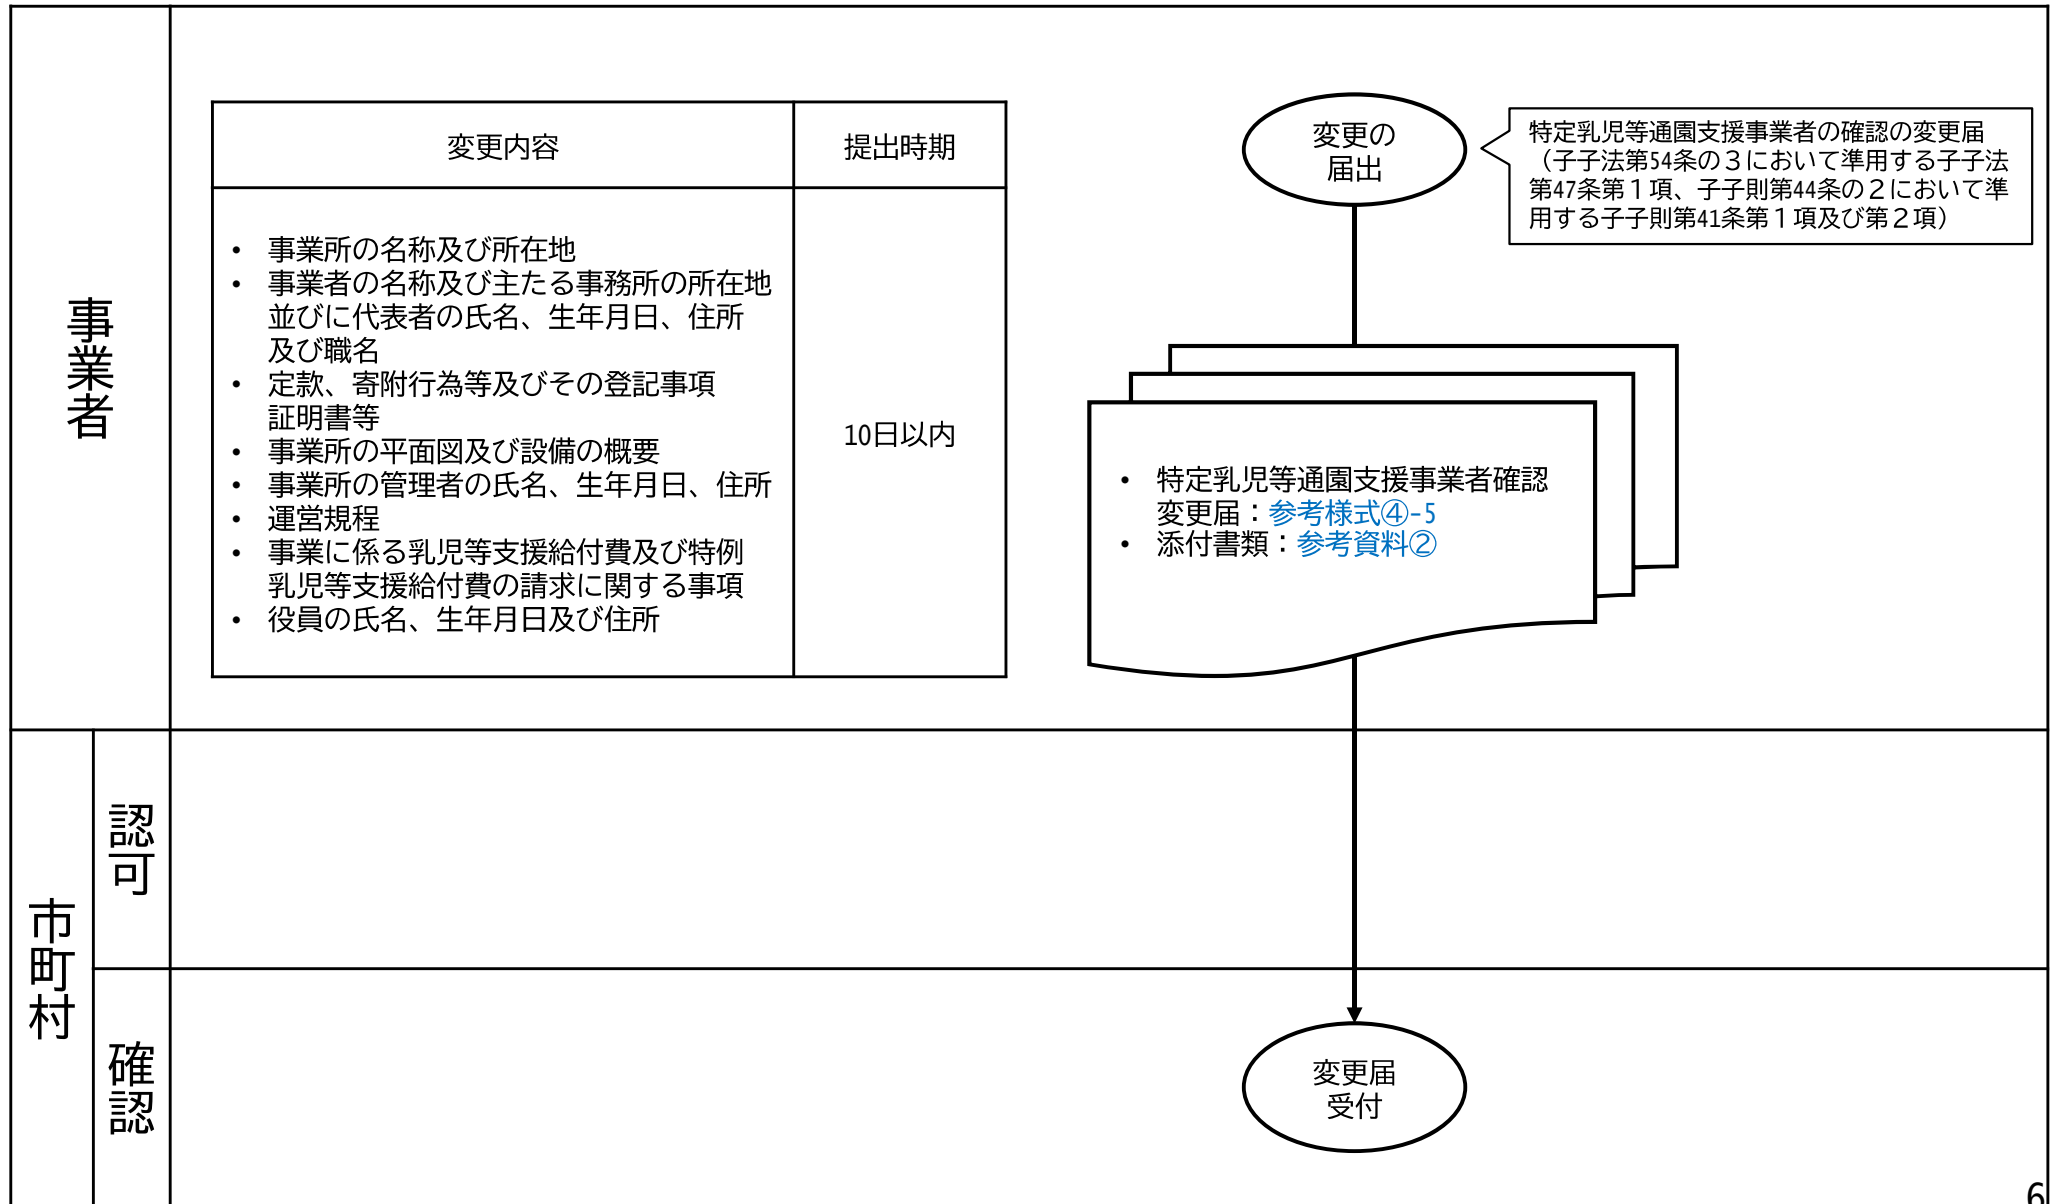 事業者
変更内容
提出時期
• 事業所の名称及び所在地
• 事業者の名称及び主たる事務所の所在地
並びに代表者の氏名、生年月日、住所
及び職名
• 定款、寄附行為等及びその登記事項
証明書等
• 事業所の平面図及び設備の概要
• 事業所の管理者の氏名、生年月日、住所
• 運営規程
• 事業に係る乳児等支援給付費及び特例
乳児等支援給付費の請求に関する事項
• 役員の氏名、生年月日及び住所
10日以内
変更の
届出
特定乳児等通園支援事業者の確認の変更届
（子子法第54条の３において準用する子子法
第47条第１項、子子則第44条の２において準
用する子子則第41条第１項及び第２項）
• 特定乳児等通園支援事業者確認
変更届：参考様式④-5
• 添付書類：参考資料②
市町村
認可
確認
変更届
受付
6